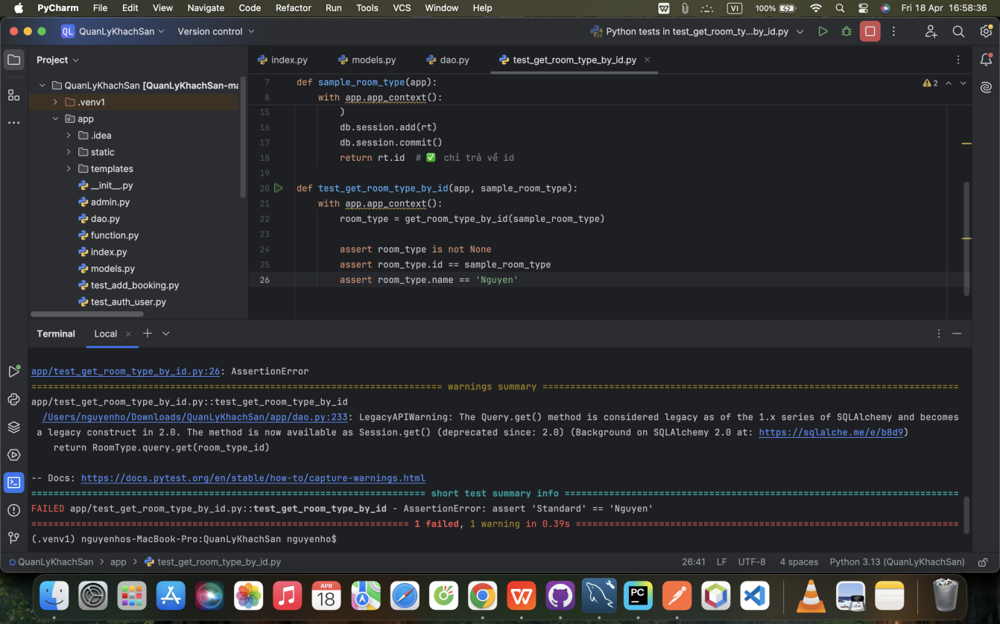 PyCharm File Edit View Navigate Code Refactor Run Tools VCS Window Help VI 100% Fri 18 Apr 16:58:36
QL QuanLyKhachSan Version control Python tests in test_get_room_ty...by_id.py
Project
QuanLyKhachSan [QuanLyKhachSan-ma
.venv1
app
.idea
static
templates
__init__.py
admin.py
dao.py
function.py
index.py
models.py
test_add_booking.py
test_auth_user.py
index.py models.py dao.py test_get_room_type_by_id.py
2
7 def sample_room_type(app):
8 with app.app_context():
15 )
16 db.session.add(rt)
17 db.session.commit()
18 return rt.id # ✅ chỉ trả về id
19
20 def test_get_room_type_by_id(app, sample_room_type):
21 with app.app_context():
22 room_type = get_room_type_by_id(sample_room_type)
23
24 assert room_type is not None
25 assert room_type.id == sample_room_type
26 assert room_type.name == 'Nguyen'
Terminal Local
app/test_get_room_type_by_id.py:26: AssertionError
=========================================================================== warnings summary ============================================================================
app/test_get_room_type_by_id.py::test_get_room_type_by_id
/Users/nguyenho/Downloads/QuanLyKhachSan/app/dao.py:233: LegacyAPIWarning: The Query.get() method is considered legacy as of the 1.x series of SQLAlchemy and becomes
a legacy construct in 2.0. The method is now available as Session.get() (deprecated since: 2.0) (Background on SQLAlchemy 2.0 at: https://sqlalche.me/e/b8d9)
return RoomType.query.get(room_type_id)
-- Docs: https://docs.pytest.org/en/stable/how-to/capture-warnings.html
======================================================================== short test summary info ========================================================================
FAILED app/test_get_room_type_by_id.py::test_get_room_type_by_id - AssertionError: assert 'Standard' == 'Nguyen'
===================================================================== 1 failed, 1 warning in 0.39s ======================================================================
(.venv1) nguyenhos-MacBook-Pro:QuanLyKhachSan nguyenho$
QuanLyKhachSan app test_get_room_type_by_id.py 26:41 LF UTF-8 4 spaces Python 3.13 (QuanLyKhachSan)
APR
18
PC